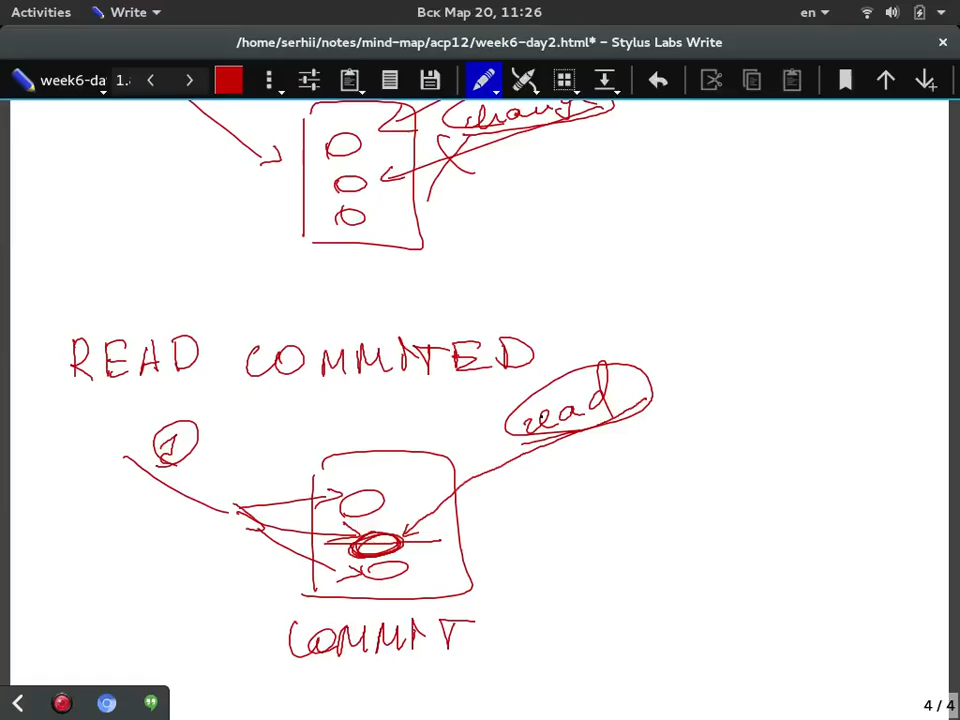 Activities
Write
Вск Мар 20, 11:26
en
/home/serhii/notes/mind-map/acp12/week6-day2.html* – Stylus Labs Write
week6-da 1.
READ COMMITED
read
1
COMMIT
4 / 4